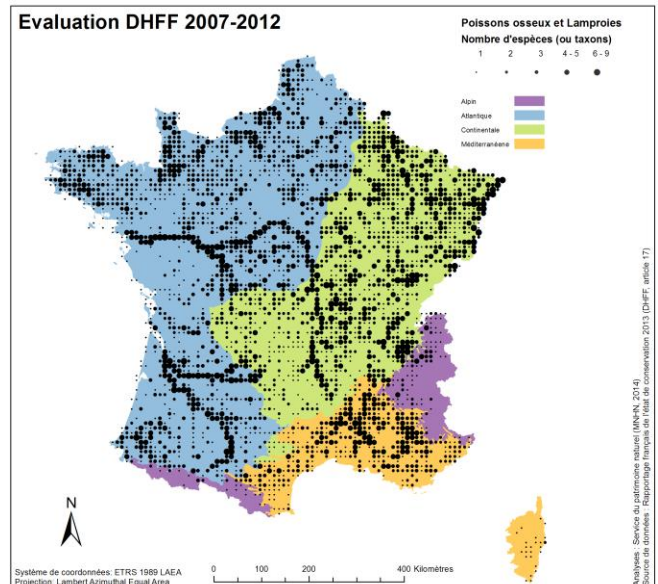 Evaluation DHFF 2007-2012
Poissons osseux et Lamproies
Nombre d'espèces (ou taxons)
1 2 3 4 - 5 6 - 9
Alpin
Atlantique
Continentale
Méditerranéene
Analyses : Service du patrimoine naturel (MNHN, 2014)
Source de données : Rapportage français de l'état de conservation 2013 (DHFF, article 17)
N
Système de coordonnées: ETRS 1989 LAEA
Projection: Lambert Azimuthal Equal Area
0 200 400 Kilomètres